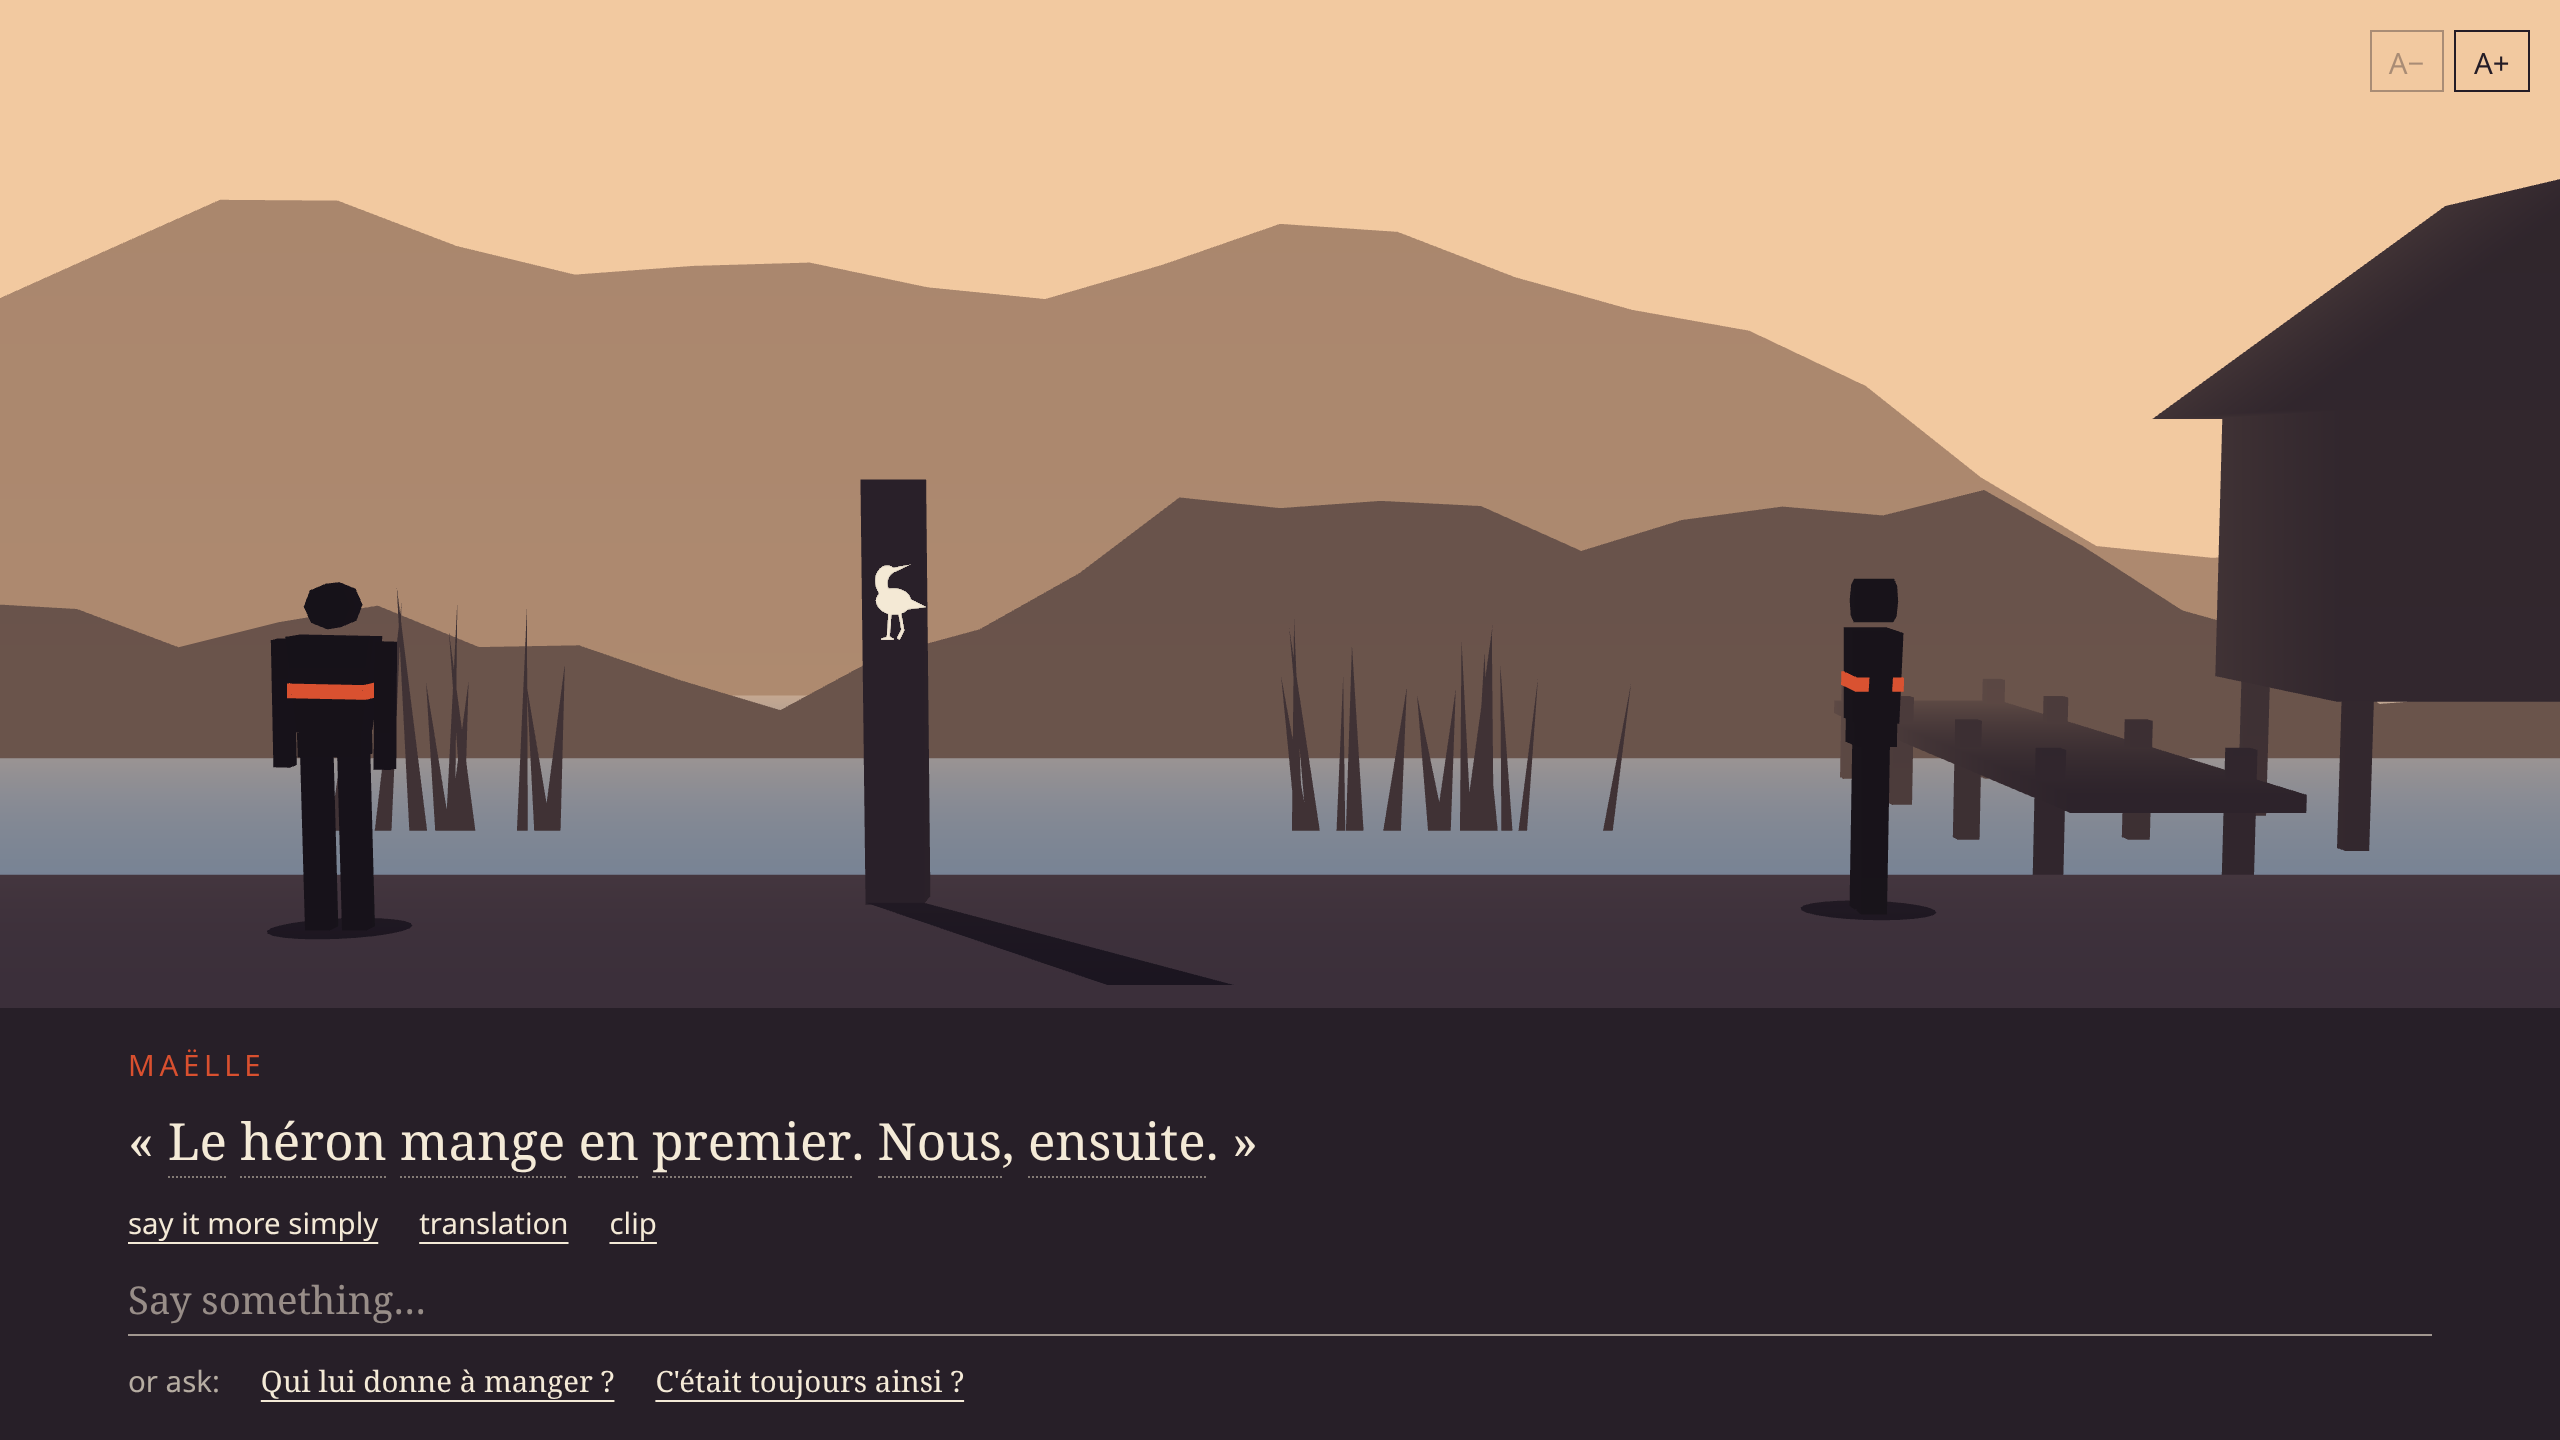 A− A+
MAËLLE
« Le héron mange en premier. Nous, ensuite. »
say it more simply translation clip
Say something...
or ask: Qui lui donne à manger ? C'était toujours ainsi ?